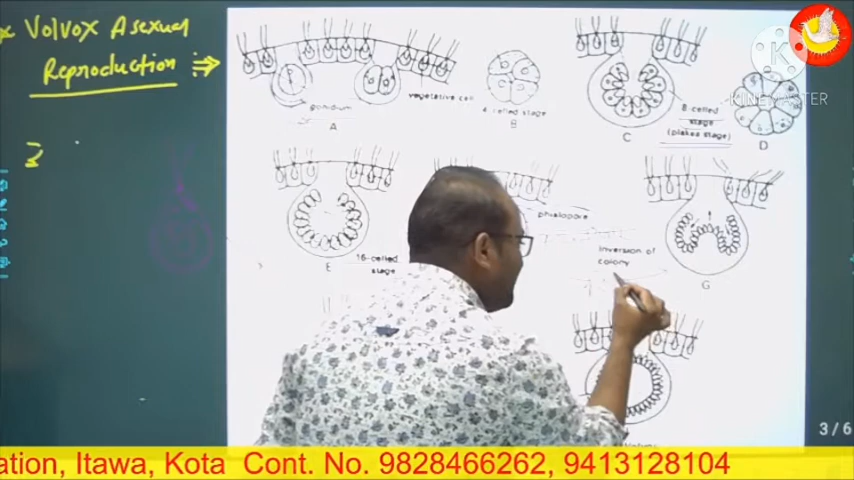 Volvox Asexual
Reproduction :⇒
gonidium
A
vegetative cell
4-celled stage
B
C
8-celled
stage
(plakea stage)
D
E
16-celled
stage
phialopore
Inversion of
colony
G
KINEMASTER
3/6
ation, Itawa, Kota Cont. No. 9828466262, 9413128104